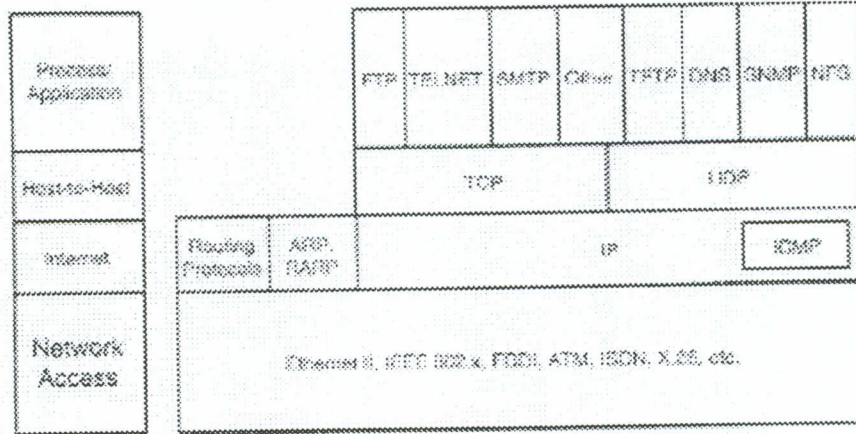 Process/
Application
FTP TELNET SMTP Other TFTP DNS SNMP NFS
Host-to-Host
TCP UDP
Internet
Routing
Protocols
ARP,
RARP
IP
ICMP
Network
Access
Ethernet II, IEEE 802.x, FDDI, ATM, ISDN, X.25, etc.